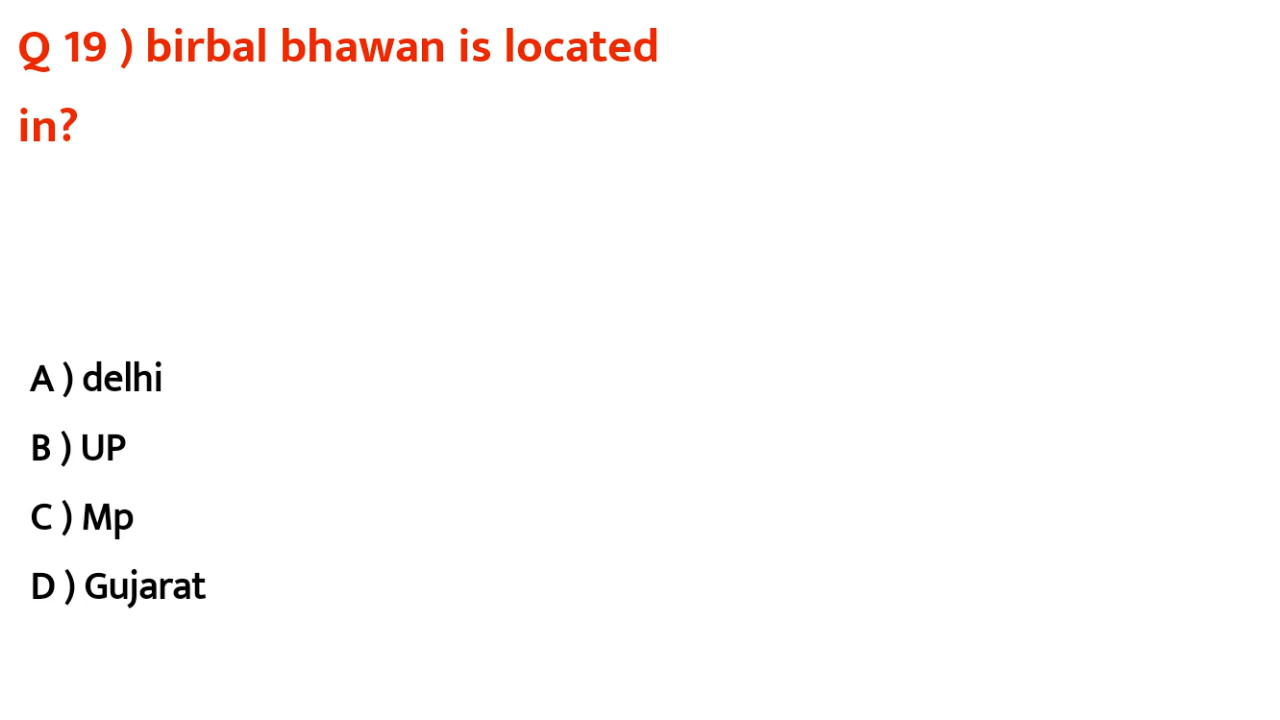 Q 19 ) birbal bhawan is located
in?
A ) delhi
B ) UP
C ) Mp
D ) Gujarat